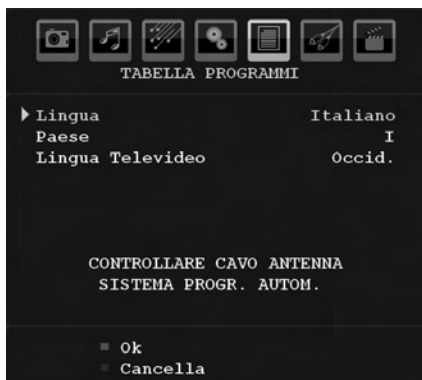 TABELLA PROGRAMMI
Lingua Italiano
Paese I
Lingua Televideo Occid.
CONTROLLARE CAVO ANTENNA
SISTEMA PROGR. AUTOM.
Ok
Cancella